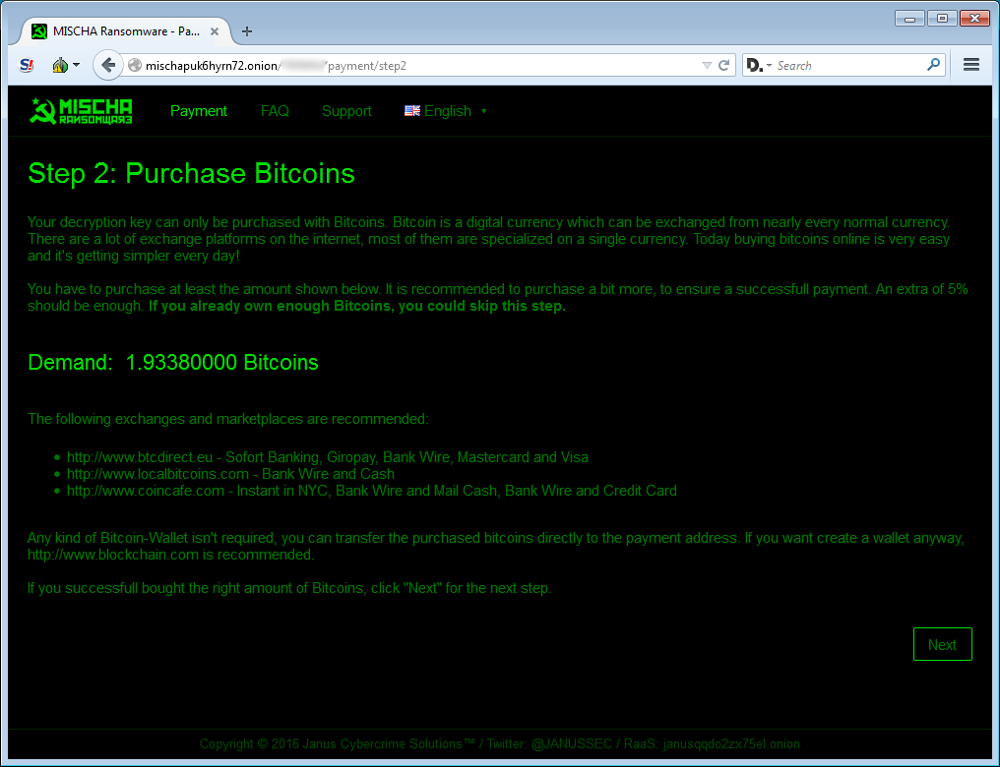 MISCHA Ransomware - Pa...
mischapuk6hyrn72.onion/ payment/step2
Search
MISCHA
RANSOMWARE
Payment
FAQ
Support
English
Step 2: Purchase Bitcoins
Your decryption key can only be purchased with Bitcoins. Bitcoin is a digital currency which can be exchanged from nearly every normal currency.
There are a lot of exchange platforms on the internet, most of them are specialized on a single currency. Today buying bitcoins online is very easy
and it's getting simpler every day!
You have to purchase at least the amount shown below. It is recommended to purchase a bit more, to ensure a successfull payment. An extra of 5%
should be enough. If you already own enough Bitcoins, you could skip this step.
Demand: 1.93380000 Bitcoins
The following exchanges and marketplaces are recommended:
• http://www.btcdirect.eu - Sofort Banking, Giropay, Bank Wire, Mastercard and Visa
• http://www.localbitcoins.com - Bank Wire and Cash
• http://www.coincafe.com - Instant in NYC, Bank Wire and Mail Cash, Bank Wire and Credit Card
Any kind of Bitcoin-Wallet isn't required, you can transfer the purchased bitcoins directly to the payment address. If you want create a wallet anyway,
http://www.blockchain.com is recommended.
If you successfull bought the right amount of Bitcoins, click "Next" for the next step.
Next
Copyright © 2016 Janus Cybercrime Solutions™ / Twitter: @JANUSSEC / RaaS: janusqqdo2zx75el.onion